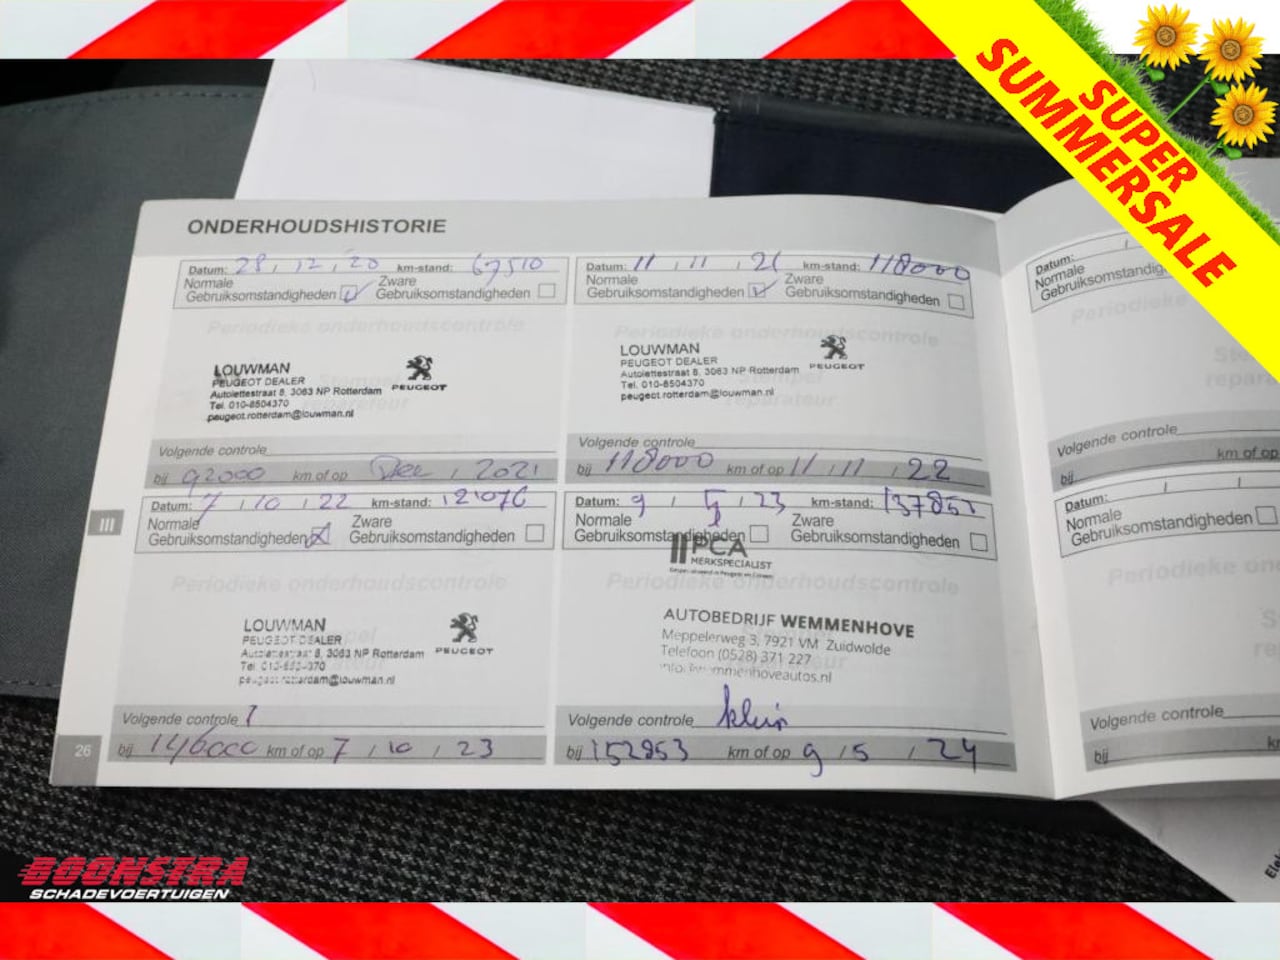 SUPER
SUMMERSALE
ONDERHOUDSHISTORIE
Datum: 28 / 12 / 20 km-stand: 67510
Normale
Gebruiksomstandigheden
Zware
Gebruiksomstandigheden
Periodieke onderhoudscontrole
LOUWMAN
PEUGEOT DEALER
Autolettestraat 8, 3063 NP Rotterdam
Tel. 010-8504370
peugeot.rotterdam@louwman.nl
PEUGEOT
Volgende controle
bij 92000 km of op Dec / 2021
Datum: 11 / 11 / 21 km-stand: 118000
Normale
Gebruiksomstandigheden
Zware
Gebruiksomstandigheden
Periodieke onderhoudscontrole
LOUWMAN
PEUGEOT DEALER
Autolettestraat 8, 3063 NP Rotterdam
Tel. 010-8504370
peugeot.rotterdam@louwman.nl
PEUGEOT
Stempel
reparateur
Volgende controle
bij 118000 km of op 11 / 11 / 22
III
Datum: 7 / 10 / 22 km-stand: 121076
Normale
Gebruiksomstandigheden
Zware
Gebruiksomstandigheden
Periodieke onderhoudscontrole
LOUWMAN
PEUGEOT DEALER
8, 3063 NP Rotterdam
PEUGEOT
Volgende controle
bij 146000 km of op 7 / 10 / 23
Datum: 9 / 5 / 23 km-stand:
Normale
Gebruiksomstandigheden
Zware
Gebruiksomstandigheden
PCA
MERKSPECIALIST
Periodieke onderhoudscontrole
AUTOBEDRIJF WEMMENHOVE
Meppelerweg 3, 7921 VM Zuidwolde
Telefoon (0528) 371 227
Volgende controle klein
bij 152853 km of op 9 / 5 / 24
26
Datum:
Normale
Gebruiksomstandigheden
Volgende controle
bij km of op
Datum:
Normale
Gebruiksomstandigheden
Volgende controle
bij
BOONSTRA
SCHADEVOERTUIGEN